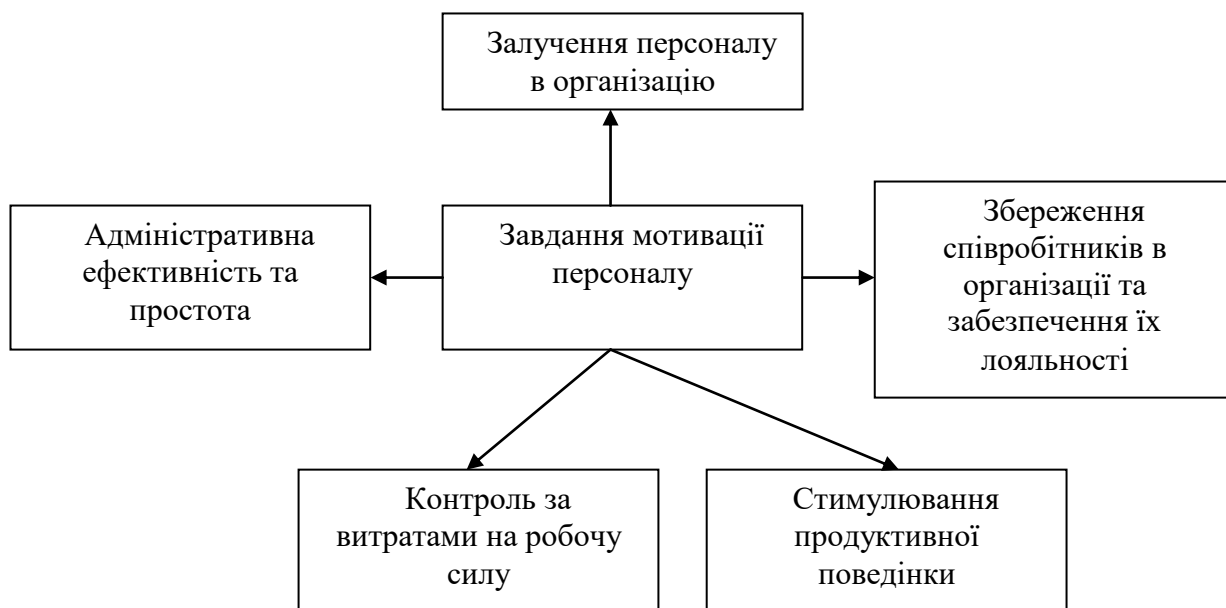 Залучення персоналу
в організацію
Адміністративна
ефективність та
простота
Завдання мотивації
персоналу
Збереження
співробітників в
організації та
забезпечення їх
лояльності
Контроль за
витратами на робочу
силу
Стимулювання
продуктивної
поведінки